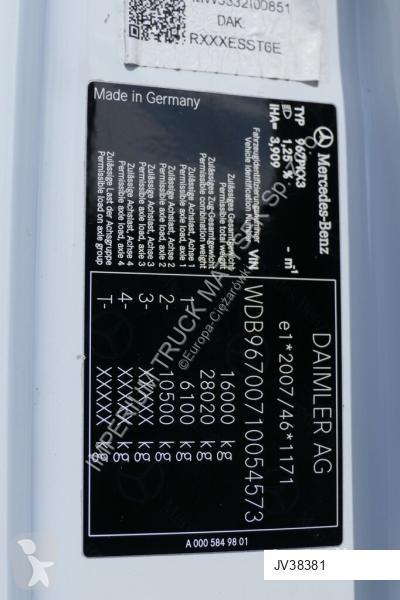 MW5332I00851
DAK:
RXXXESST6E
Made in Germany
Mercedes-Benz
TYP 967NKX3
1,25 %
IHA= 3,909 - m⁻¹
DAIMLER AG
e1*2007/46*1171
Fahrzeugidentifizierungsnummer
Vehicle Identification Number VIN WDB96700710054573
Zulässiges Gesamtgewicht
Permissible total weight 16000 kg
Zulässiges Zug-Gesamtgewicht
Permissible combination weight 28020 kg
Zulässige Achslast, Achse 1
Permissible axle load, axle 1 1- 6100 kg
Zulässige Achslast, Achse 2
Permissible axle load, axle 2 2- 10500 kg
Zulässige Achslast, Achse 3
Permissible axle load, axle 3 3- XXXXX kg
Zulässige Achslast, Achse 4
Permissible axle load, axle 4 4- XXXXX kg
Zulässige Last der Achsgruppe
Permissible load on axle group T- XXXXX kg
A 000 584 98 01
IMPERIUM TRUCK Sp.
©Europa-Ciężarówki
JV38381